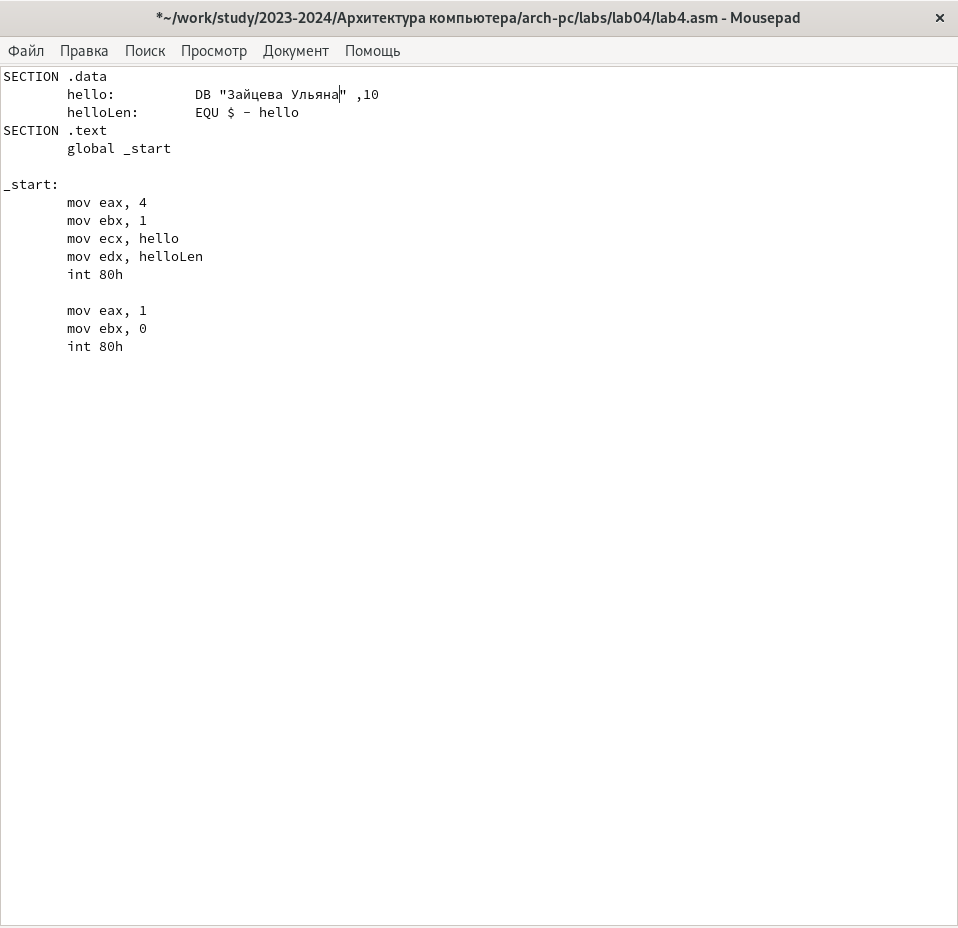 *~/work/study/2023-2024/Архитектура компьютера/arch-pc/labs/lab04/lab4.asm - Mousepad ×
Файл Правка Поиск Просмотр Документ Помощь
SECTION .data
        hello:          DB "Зайцева Ульяна" ,10
        helloLen:       EQU $ - hello
SECTION .text
        global _start

_start:
        mov eax, 4
        mov ebx, 1
        mov ecx, hello
        mov edx, helloLen
        int 80h

        mov eax, 1
        mov ebx, 0
        int 80h